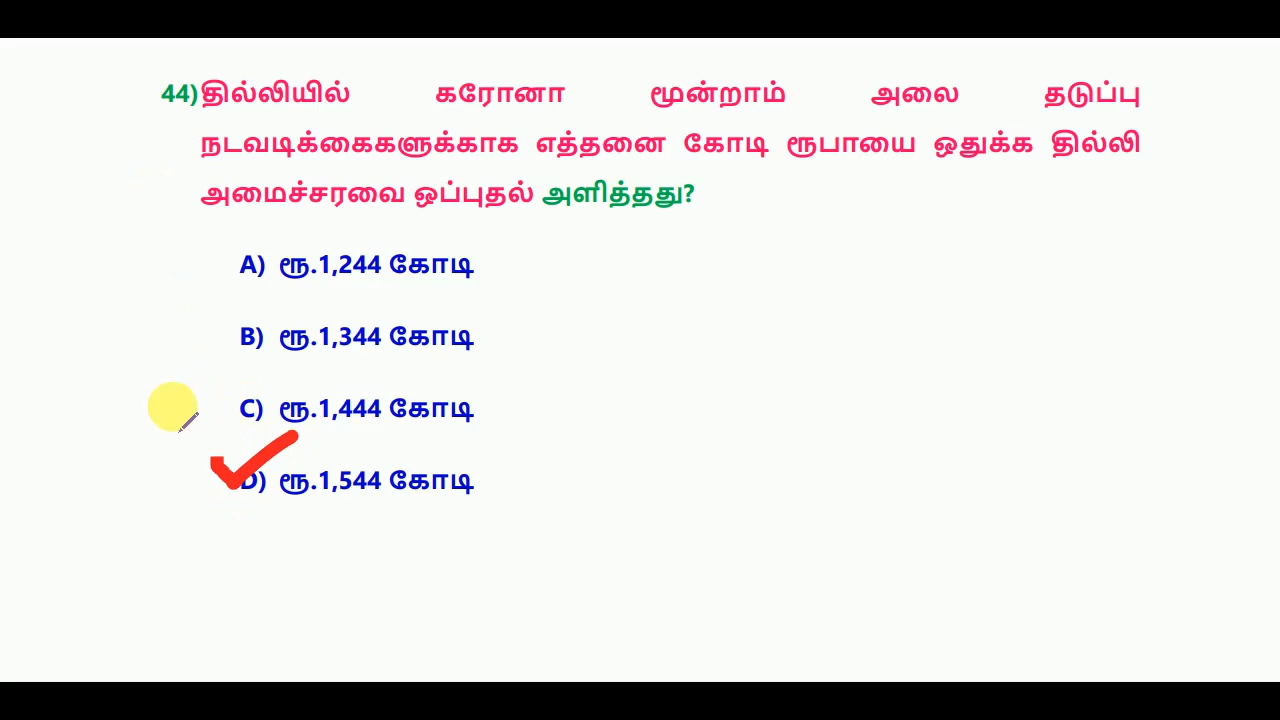 44) தில்லியில் கரோனா மூன்றாம் அலை தடுப்பு
நடவடிக்கைகளுக்காக எத்தனை கோடி ரூபாயை ஒதுக்க தில்லி
அமைச்சரவை ஒப்புதல் அளித்தது?
A) ரூ.1,244 கோடி
B) ரூ.1,344 கோடி
C) ரூ.1,444 கோடி
D) ரூ.1,544 கோடி